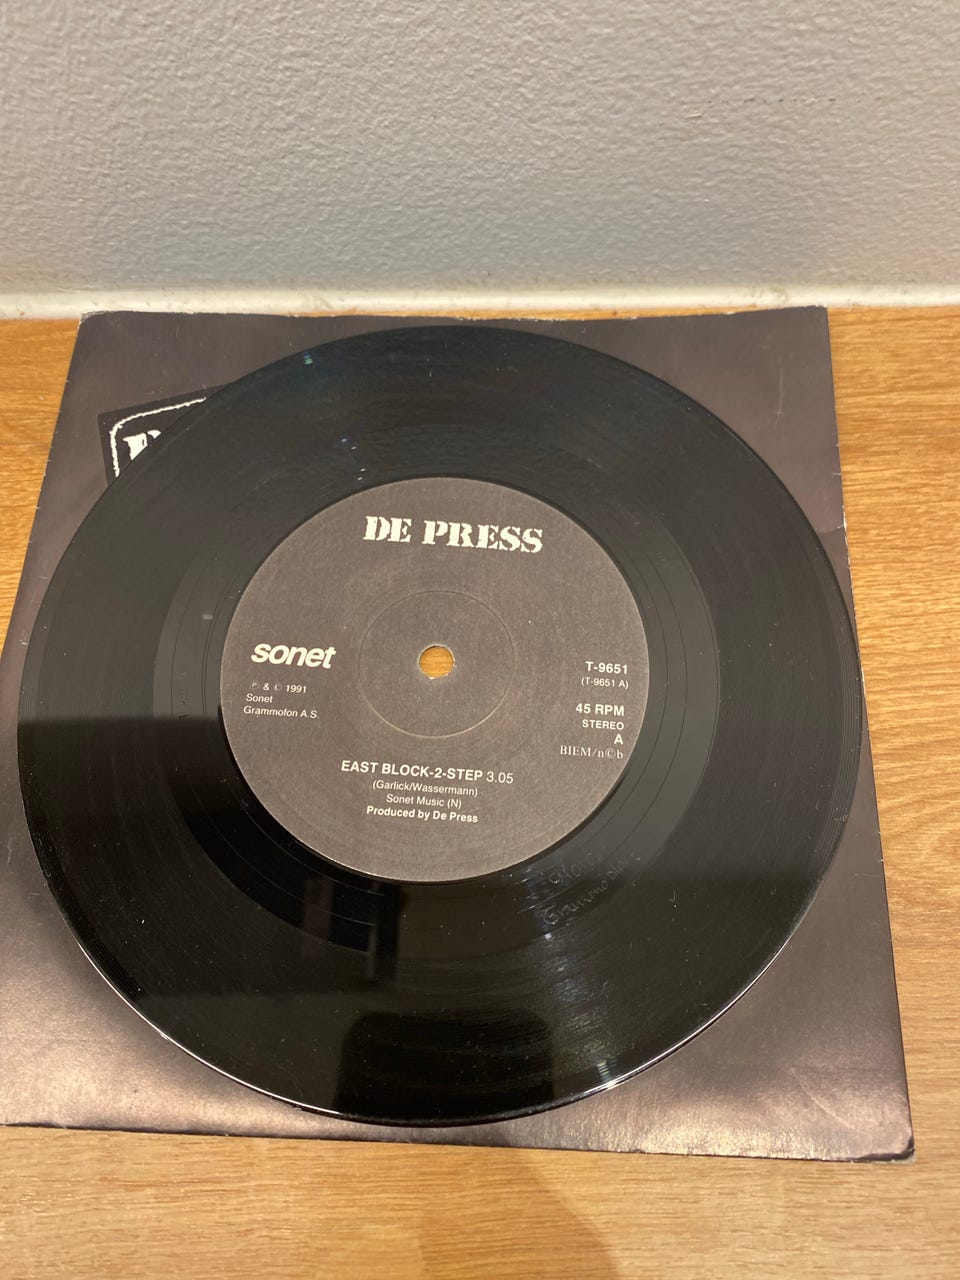 DE PRESS
sonet
℗ & © 1991
Sonet
Grammofon A.S.
T-9651
(T-9651 A)
45 RPM
STEREO
A
BIEM/n©b
EAST BLOCK-2-STEP 3.05
(Garlick/Wassermann)
Sonet Music (N)
Produced by De Press